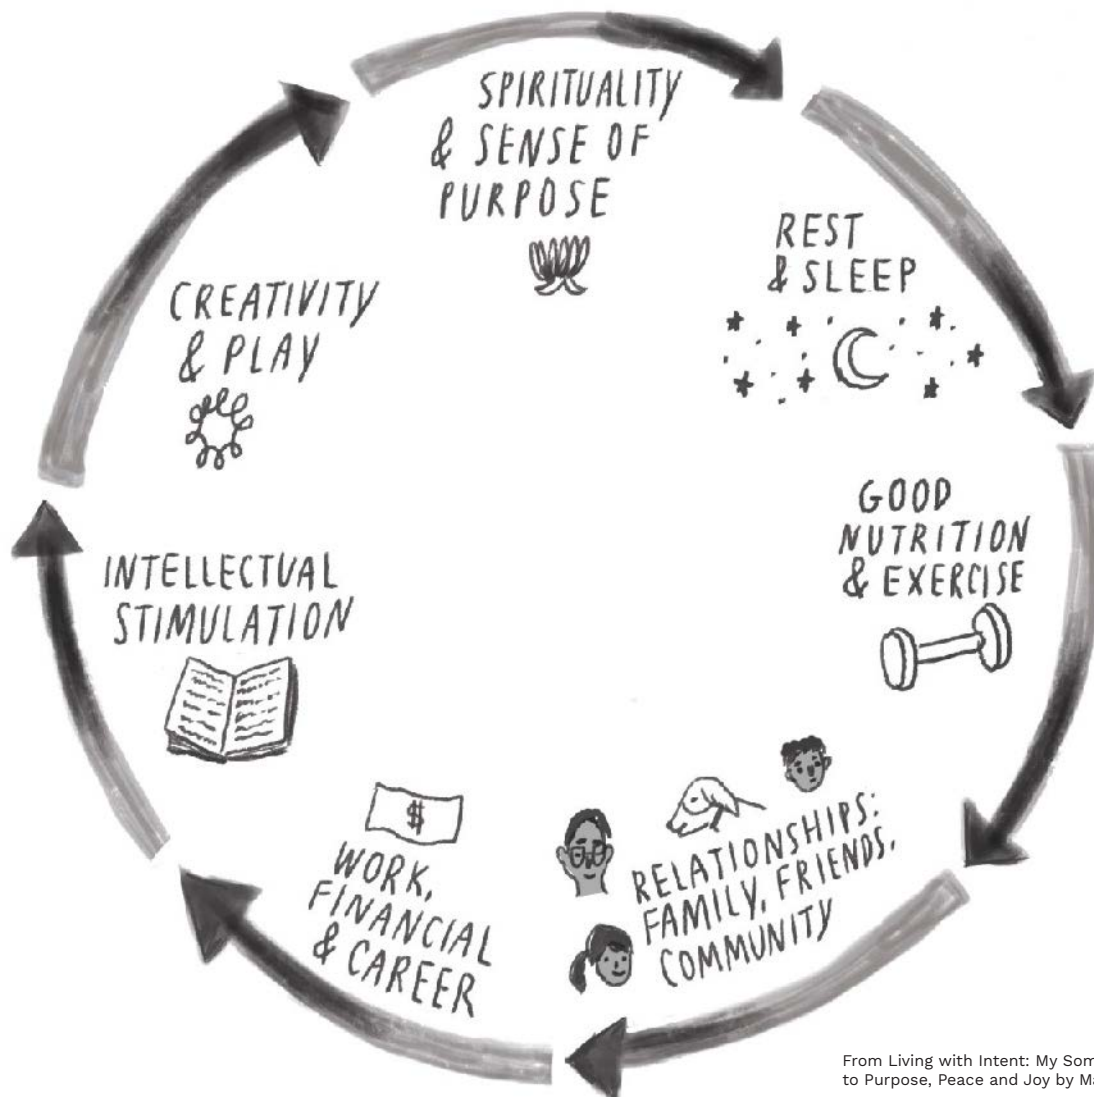 SPIRITUALITY
& SENSE OF
PURPOSE
REST
& SLEEP
GOOD
NUTRITION
& EXERCISE
RELATIONSHIPS:
FAMILY, FRIENDS,
COMMUNITY
$
WORK,
FINANCIAL
& CAREER
INTELLECTUAL
STIMULATION
CREATIVITY
& PLAY
From Living with Intent: My Som
to Purpose, Peace and Joy by Ma